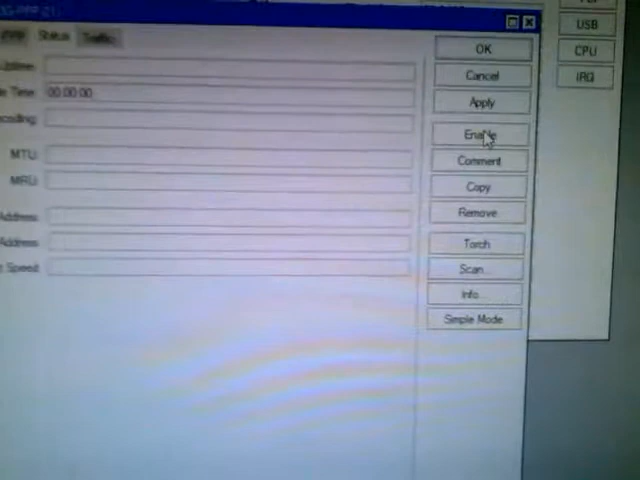 PPP
Status
Traffic
00:00:00
MTU:
MRU:
Address
Address
Speed
OK
Cancel
Apply
Enable
Comment
Copy
Remove
Torch
Scan...
Info...
Simple Mode
USB
CPU
IRQ